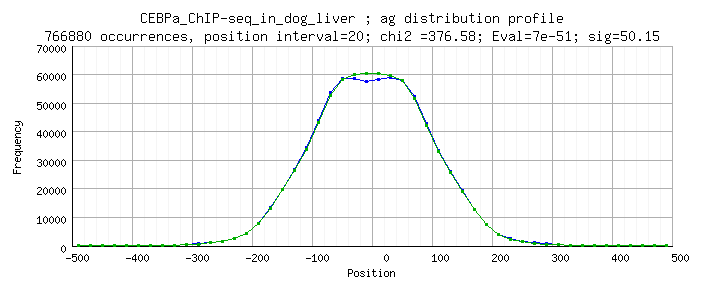 CEBPa_ChIP-seq_in_dog_liver ; ag distribution profile
766880 occurrences, position interval=20; chi2 =376.58; Eval=7e-51; sig=50.15
70000
60000
50000
40000
30000
20000
10000
0
Frequency
-500 -400 -300 -200 -100 0 100 200 300 400 500
Position